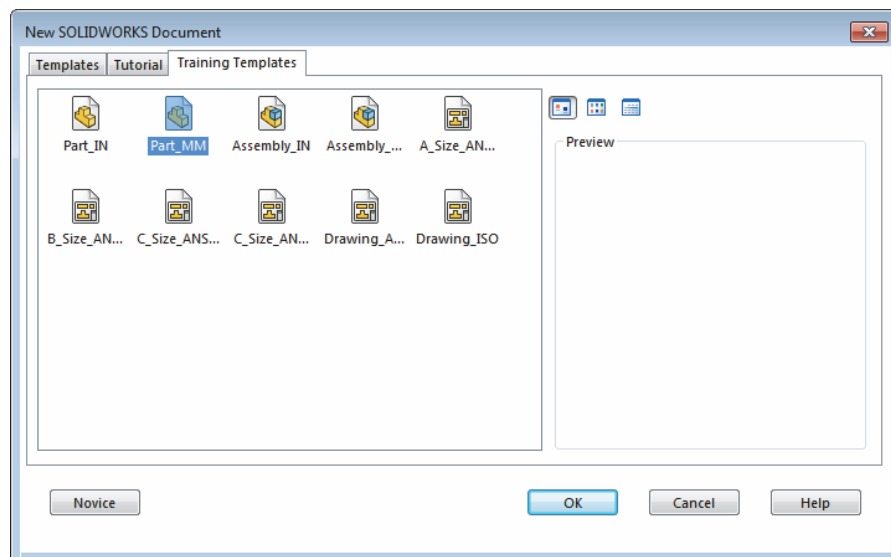 New SOLIDWORKS Document
Templates Tutorial Training Templates
Part_IN Part_MM Assembly_IN Assembly_... A_Size_AN...
Preview
B_Size_AN... C_Size_ANS... C_Size_AN... Drawing_A... Drawing_ISO
Novice OK Cancel Help